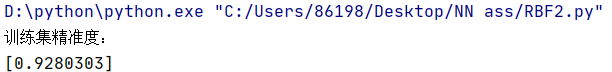 D:\python\python.exe "C:/Users/86198/Desktop/NN ass/RBF2.py"
训练集精准度：
[0.9280303]